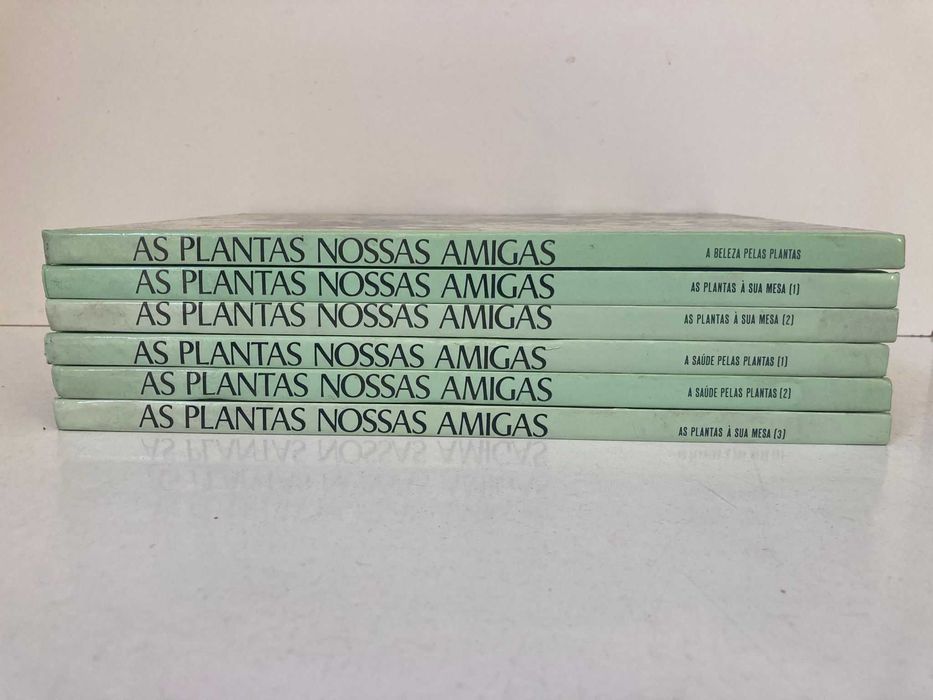 AS PLANTAS NOSSAS AMIGAS A BELEZA PELAS PLANTAS
AS PLANTAS NOSSAS AMIGAS AS PLANTAS À SUA MESA (1)
AS PLANTAS NOSSAS AMIGAS AS PLANTAS À SUA MESA (2)
AS PLANTAS NOSSAS AMIGAS A SAÚDE PELAS PLANTAS (1)
AS PLANTAS NOSSAS AMIGAS A SAÚDE PELAS PLANTAS (2)
AS PLANTAS NOSSAS AMIGAS AS PLANTAS À SUA MESA (3)